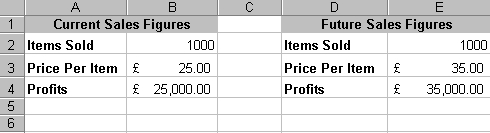 A B C D E
1 Current Sales Figures Future Sales Figures
2 Items Sold 1000 Items Sold 1000
3 Price Per Item £ 25.00 Price Per Item £ 35.00
4 Profits £ 25,000.00 Profits £ 35,000.00
5
6